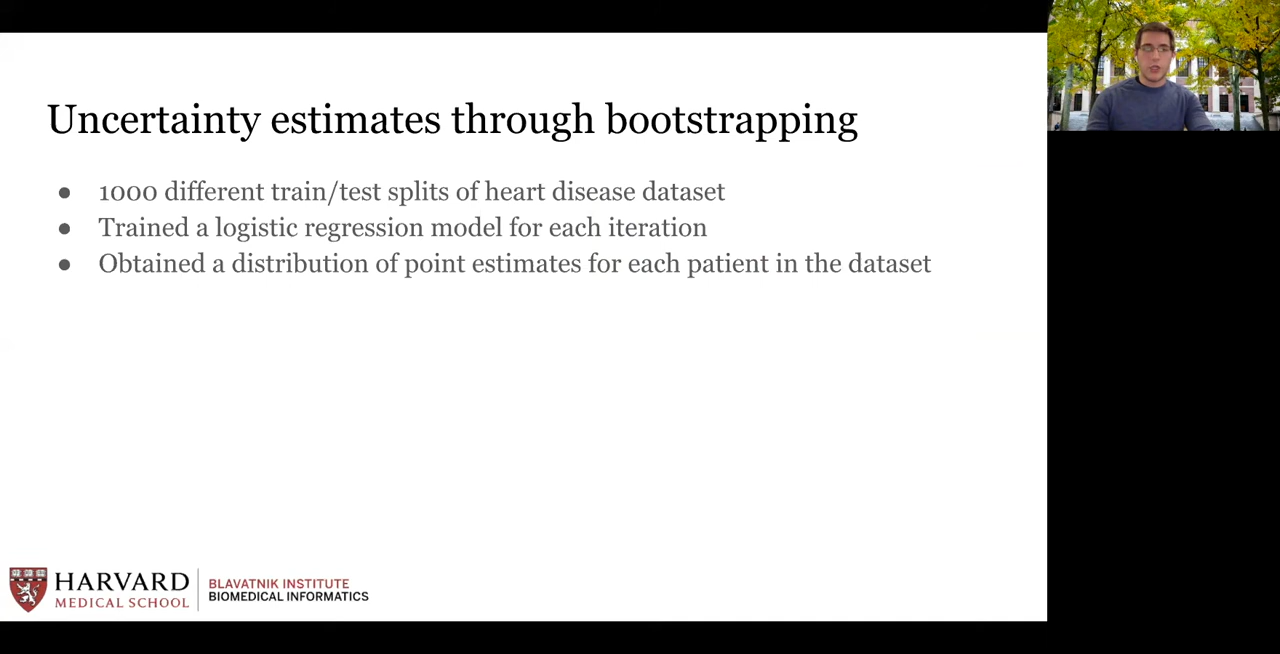 Uncertainty estimates through bootstrapping
● 1000 different train/test splits of heart disease dataset
● Trained a logistic regression model for each iteration
● Obtained a distribution of point estimates for each patient in the dataset
HARVARD
MEDICAL SCHOOL
BLAVATNIK INSTITUTE
BIOMEDICAL INFORMATICS